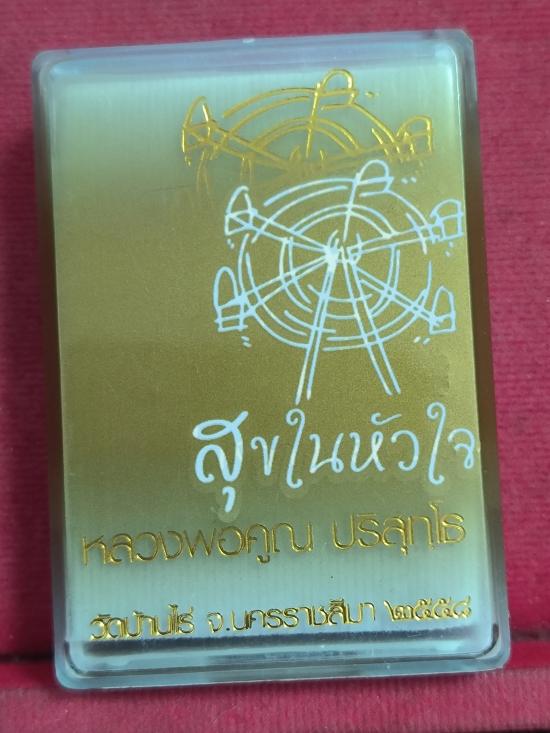 สุขในหัวใจ
หลวงพ่อคูณ ปริสุทฺโธ
วัดบ้านไร่ จ.นครราชสีมา ๒๕๕๘